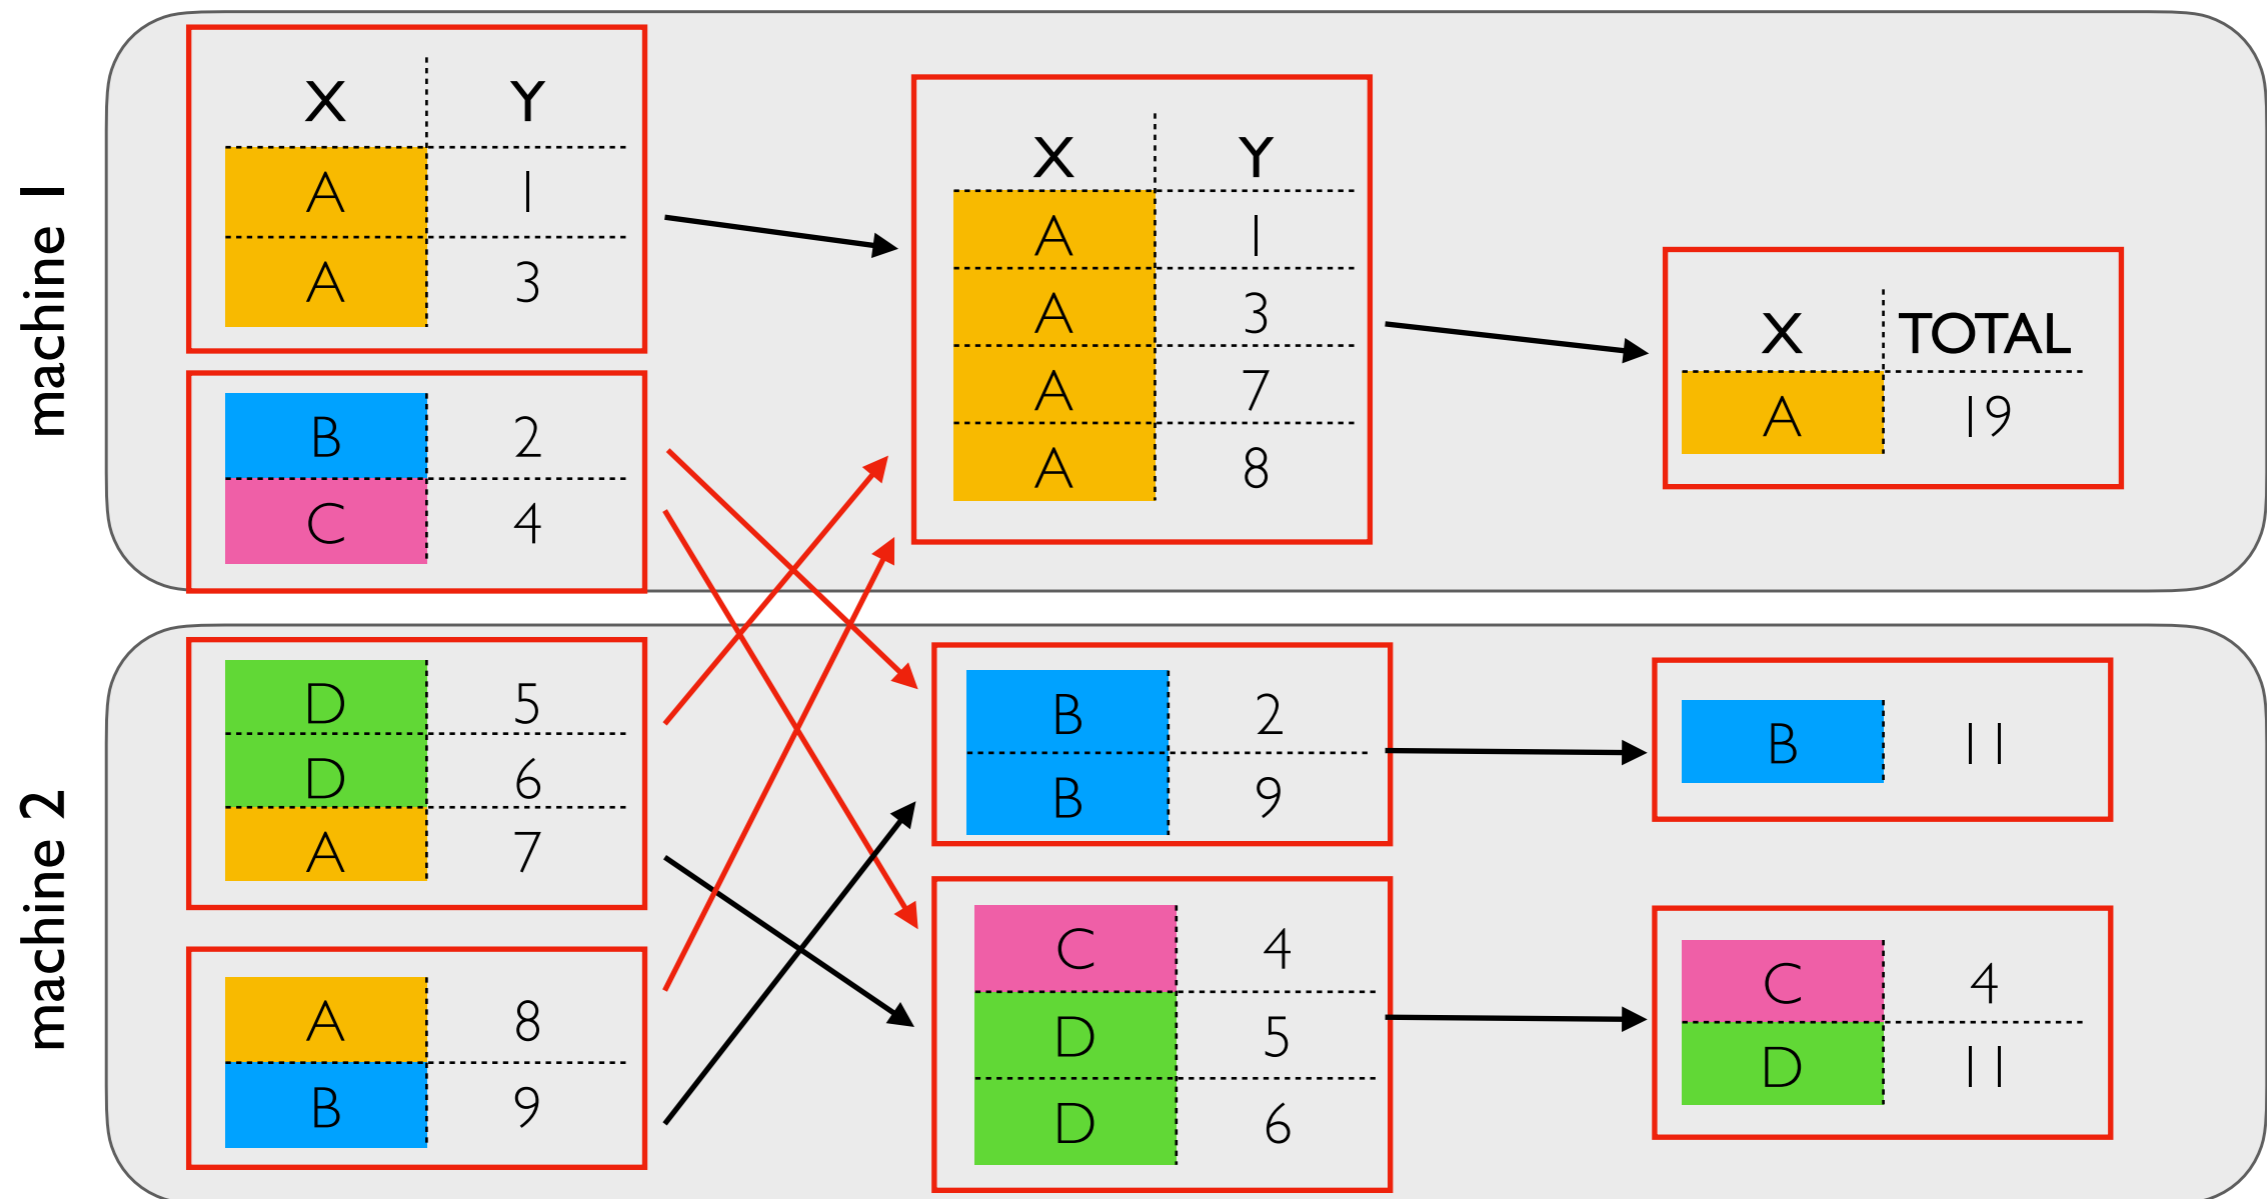 machine 1
X Y
A 1
A 3
B 2
C 4
X Y
A 1
A 3
A 7
A 8
X TOTAL
A 19
machine 2
D 5
D 6
A 7
A 8
B 9
B 2
B 9
C 4
D 5
D 6
B 11
C 4
D 11